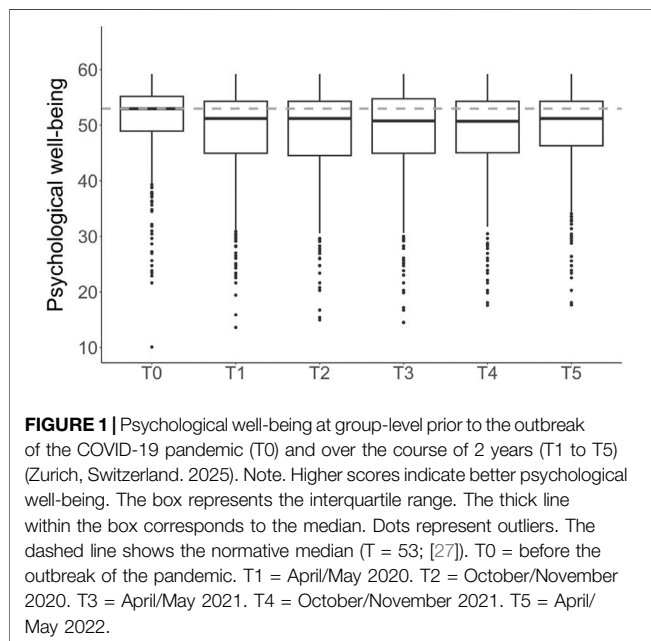 Psychological well-being
60
50
40
30
20
10
T0 T1 T2 T3 T4 T5
FIGURE 1 | Psychological well-being at group-level prior to the outbreak
of the COVID-19 pandemic (T0) and over the course of 2 years (T1 to T5)
(Zurich, Switzerland. 2025). Note. Higher scores indicate better psychological
well-being. The box represents the interquartile range. The thick line
within the box corresponds to the median. Dots represent outliers. The
dashed line shows the normative median (T = 53; [27]). T0 = before the
outbreak of the pandemic. T1 = April/May 2020. T2 = October/November
2020. T3 = April/May 2021. T4 = October/November 2021. T5 = April/
May 2022.